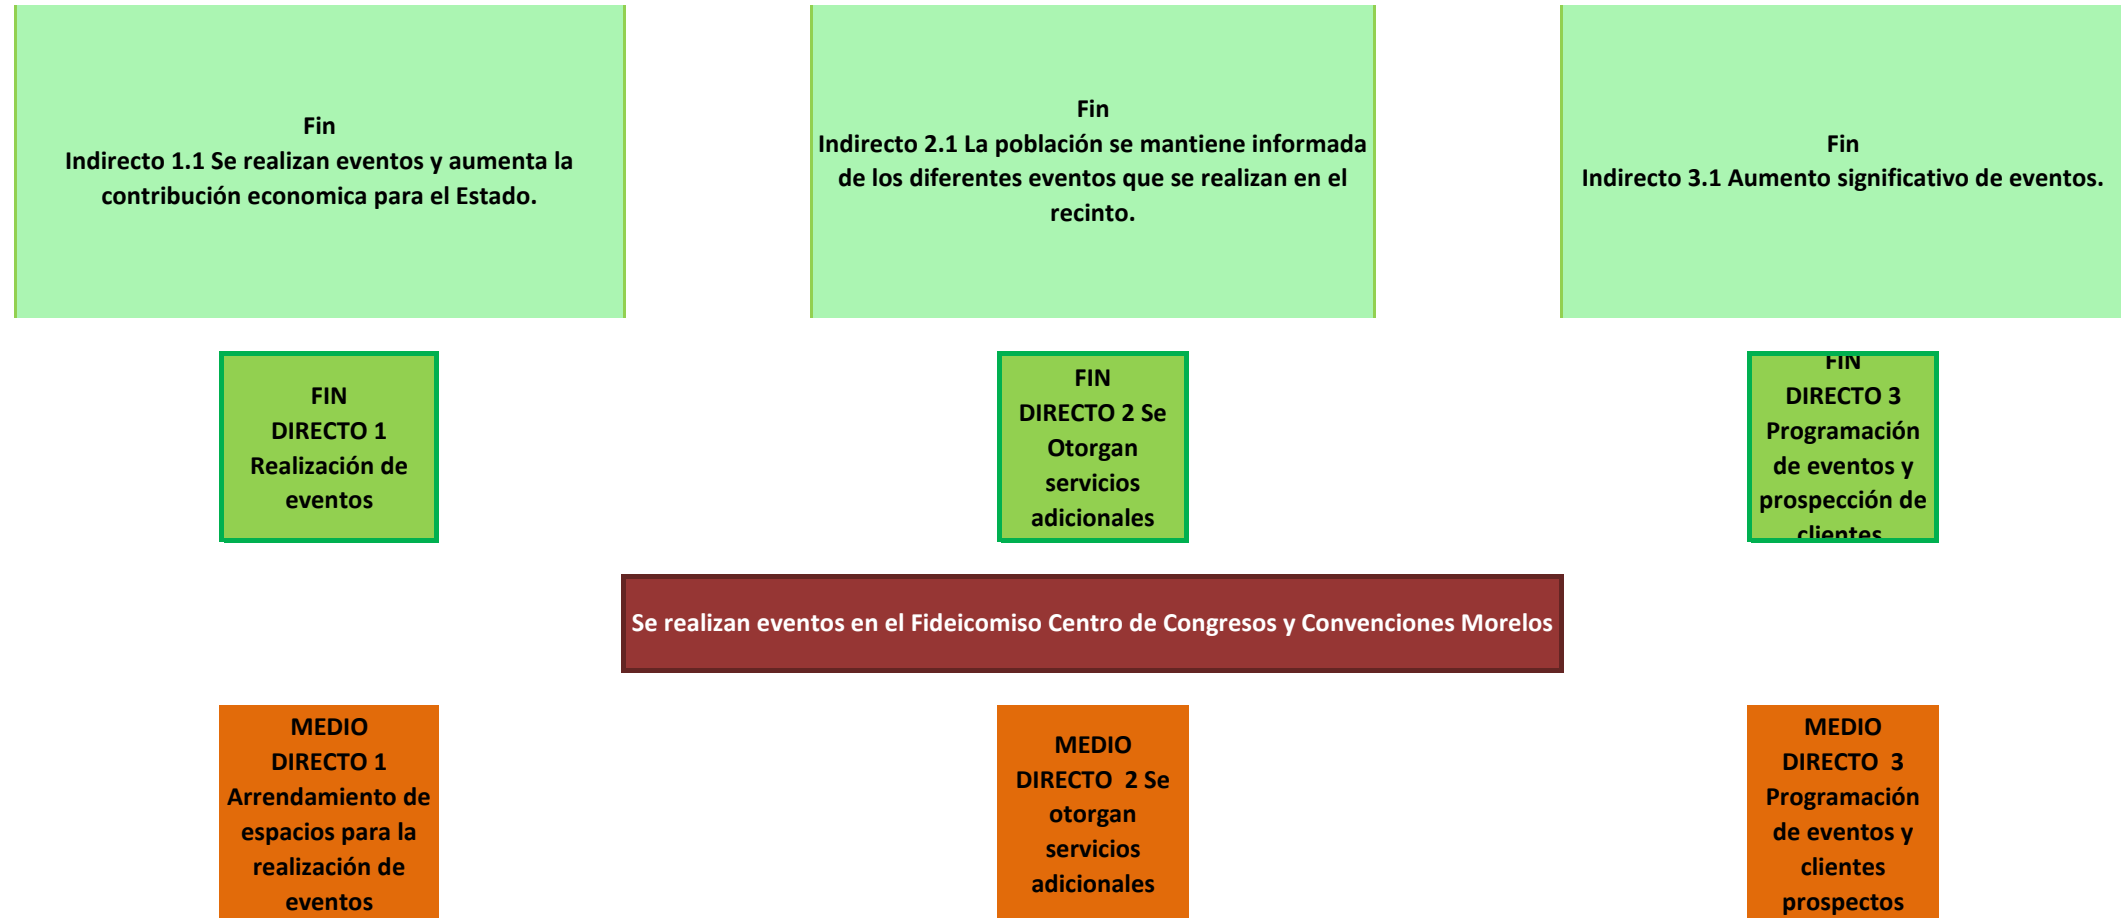 Fin
Indirecto 1.1 Se realizan eventos y aumenta la
contribución economica para el Estado.
Fin
Indirecto 2.1 La población se mantiene informada
de los diferentes eventos que se realizan en el
recinto.
Fin
Indirecto 3.1 Aumento significativo de eventos.
FIN
DIRECTO 1
Realización de
eventos
FIN
DIRECTO 2 Se
Otorgan
servicios
adicionales
FIN
DIRECTO 3
Programación
de eventos y
prospección de
clientes
Se realizan eventos en el Fideicomiso Centro de Congresos y Convenciones Morelos
MEDIO
DIRECTO 1
Arrendamiento de
espacios para la
realización de
eventos
MEDIO
DIRECTO  2 Se
otorgan
servicios
adicionales
MEDIO
DIRECTO  3
Programación
de eventos y
clientes
prospectos